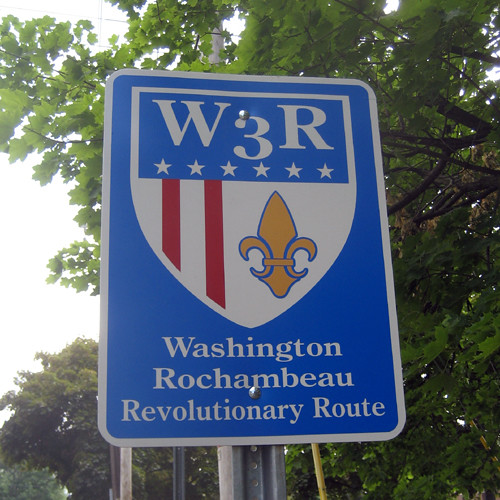 W3R
Washington
Rochambeau
Revolutionary Route